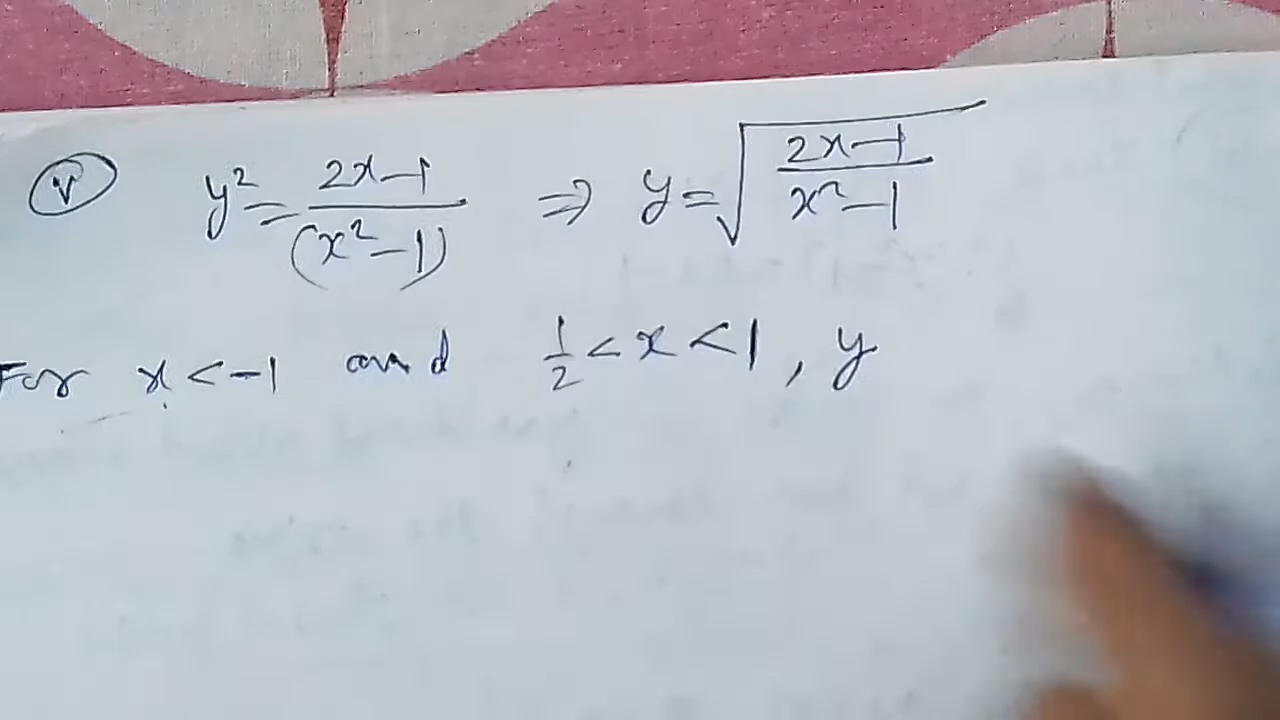 (v) y² = (2x-1)/(x²-1) ⇒ y = √((2x-1)/(x²-1))
For x < -1 and 1/2 < x < 1, y